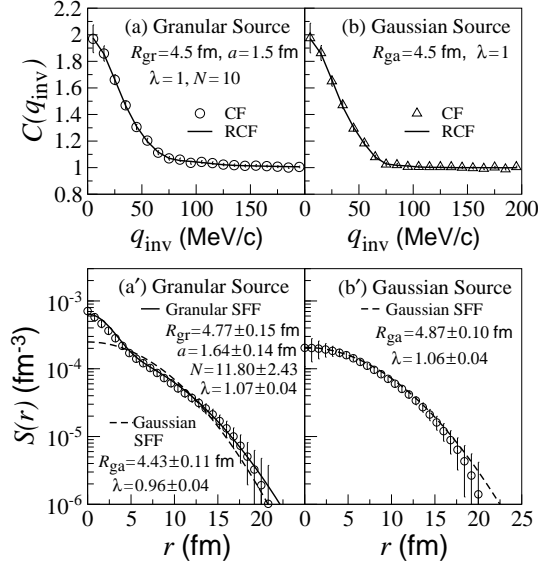 (a) Granular Source
R_gr=4.5 fm, a=1.5 fm
λ=1, N=10
CF
RCF
(b) Gaussian Source
R_ga=4.5 fm, λ=1
CF
RCF
C(q_inv)
2
1.8
1.6
1.4
1.2
1
0.8
0 50 100 150
0 50 100 150 200
q_inv (MeV/c)
q_inv (MeV/c)
(a′) Granular Source
Granular SFF
R_gr=4.77±0.15 fm
a=1.64±0.14 fm
N=11.80±2.43
λ=1.07±0.04
Gaussian
SFF
R_ga=4.43±0.11 fm
λ=0.96±0.04
(b′) Gaussian Source
Gaussian SFF
R_ga=4.87±0.10 fm
λ=1.06±0.04
S(r) (fm⁻³)
10⁻³
10⁻⁴
10⁻⁵
10⁻⁶
0 5 10 15 20
0 5 10 15 20 25
r (fm)
r (fm)